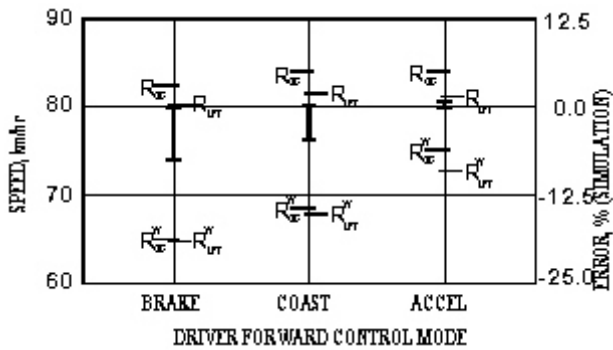 90
80
70
60
SPEED, km/hr
12.5
0.0
-12.5
-25.0
ERROR, % (SIMULATION)
R
R
R
R
R
R
R
R
R
R
R
R
BRAKE COAST ACCEL
DRIVER FORWARD CONTROL MODE